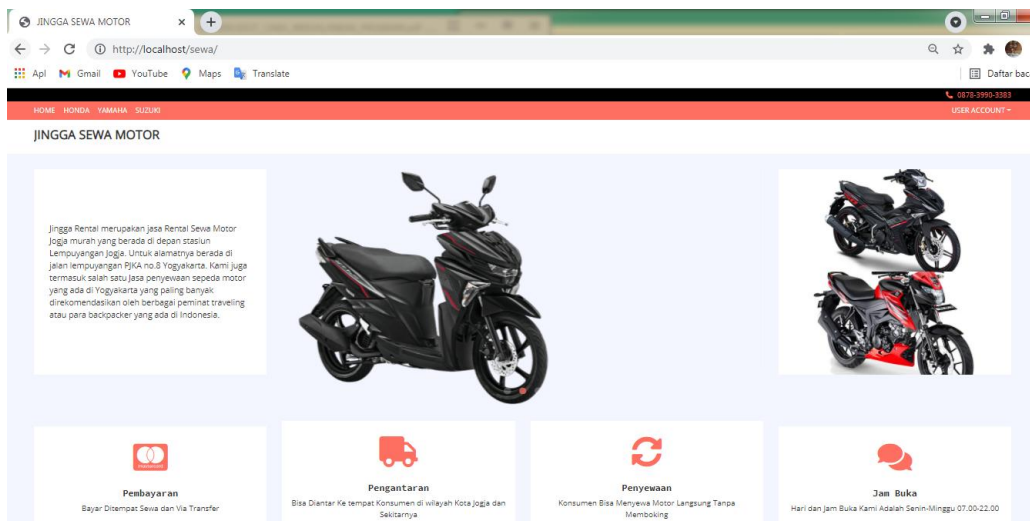 JINGGA SEWA MOTOR
http://localhost/sewa/
Apl Gmail YouTube Maps Translate Daftar bac
0878-3990-3383
HOME HONDA YAMAHA SUZUKI USER ACCOUNT
JINGGA SEWA MOTOR
Jingga Rental merupakan jasa Rental Sewa Motor
Jogja murah yang berada di depan stasiun
Lempuyangan Jogja. Untuk alamatnya berada di
jalan lempuyangan PJKA no.8 Yogyakarta. Kami juga
termasuk salah satu Jasa penyewaan sepeda motor
yang ada di Yogyakarta yang paling banyak
direkomendasikan oleh berbagai peminat traveling
atau para backpacker yang ada di Indonesia.
Pembayaran
Bayar Ditempat Sewa dan Via Transfer
Pengantaran
Bisa Diantar Ke tempat Konsumen di wilayah Kota Jogja dan
Sekitarnya
Penyewaan
Konsumen Bisa Menyewa Motor Langsung Tanpa
Memboking
Jam Buka
Hari dan Jam Buka Kami Adalah Senin-Minggu 07.00-22.00